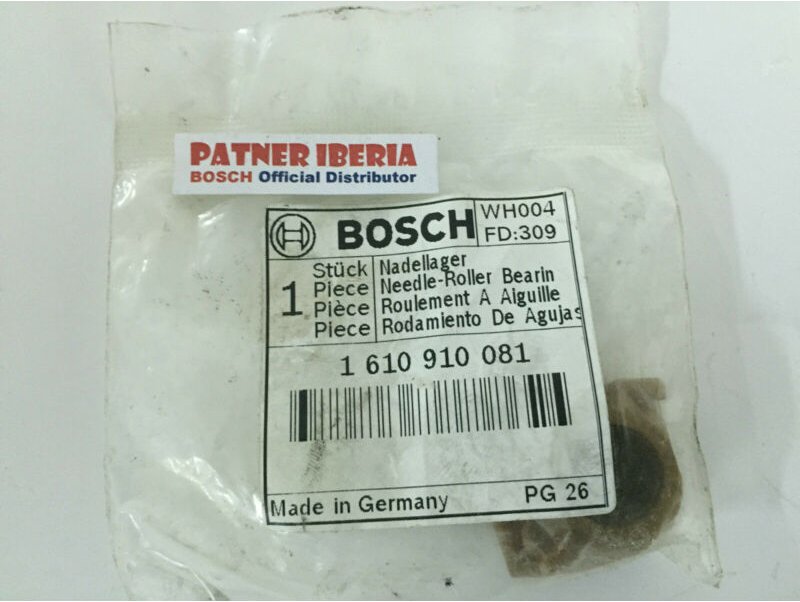 PATNER IBERIA
BOSCH Official Distributor
BOSCH
WH004
FD:309
1
Stück
Piece
Pièce
Piece
Nadellager
Needle-Roller Bearin
Roulement A Aiguille
Rodamiento De Agujas
1 610 910 081
Made in Germany
PG 26